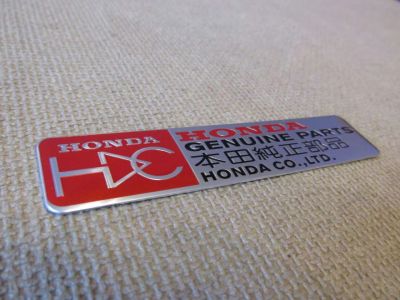 HONDA
HONDA
GENUINE PARTS
本田純正部品
HONDA CO.,LTD.